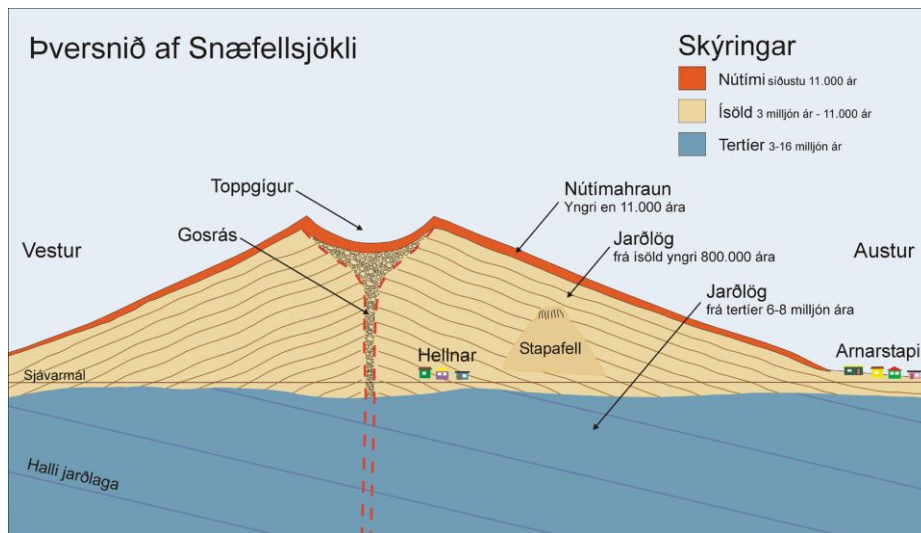 Þversnið af Snæfellsjökli
Skýringar
Nútími síðustu 11.000 ár
Ísöld 3 milljón ár - 11.000 ár
Tertíer 3-16 milljón ár
Toppgígur
Gosrás
Vestur
Nútímahraun
Yngri en 11.000 ára
Jarðlög
frá ísöld yngri 800.000 ára
Austur
Jarðlög
frá tertíer 6-8 milljón ára
Stapafell
Hellnar
Arnarstapi
Sjávarmál
Halli jarðlaga